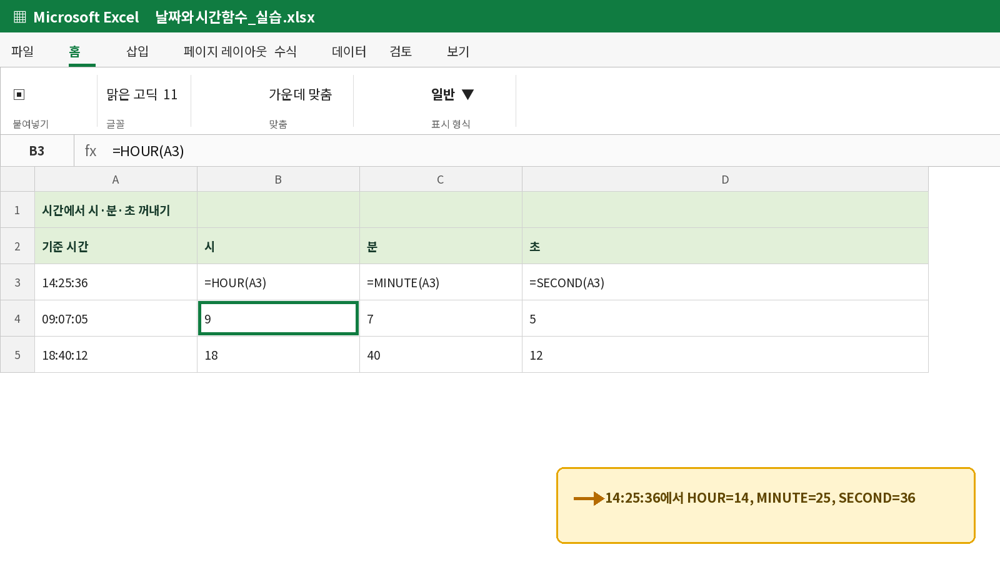 Microsoft Excel 날짜와시간함수_실습.xlsx
파일 홈 삽입 페이지 레이아웃 수식 데이터 검토 보기
맑은 고딕 11 가운데 맞춤 일반 ▼
붙여넣기 글꼴 맞춤 표시 형식
B3 fx =HOUR(A3)
A B C D
1 시간에서 시·분·초 꺼내기
2 기준 시간 시 분 초
3 14:25:36 =HOUR(A3) =MINUTE(A3) =SECOND(A3)
4 09:07:05 9 7 5
5 18:40:12 18 40 12
14:25:36에서 HOUR=14, MINUTE=25, SECOND=36